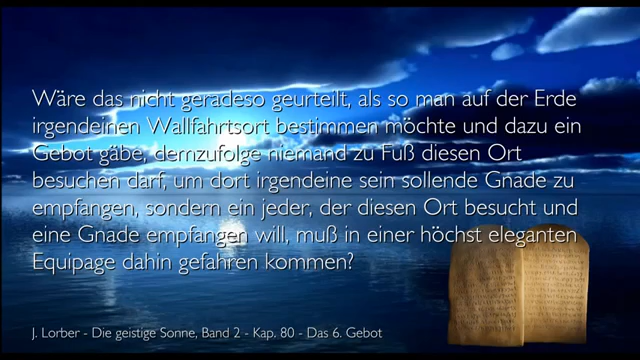 Wäre das nicht geradeso geurteilt, als so man auf der Erde
irgendeinen Wallfahrtsort bestimmen möchte und dazu ein
Gebot gäbe, demzufolge niemand zu Fuß diesen Ort
besuchen darf, um dort irgendeine sein sollende Gnade zu
empfangen, sondern ein jeder, der diesen Ort besucht und
eine Gnade empfangen will, muß in einer höchst eleganten
Equipage dahin gefahren kommen?
J. Lorber - Die geistige Sonne, Band 2 - Kap. 80 - Das 6. Gebot